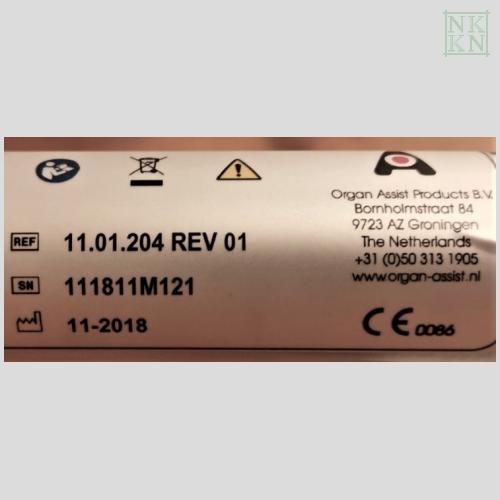 NK
KN
Organ Assist Products B.V.
Bornholmstraat 84
9723 AZ Groningen
The Netherlands
+31 (0)50 313 1905
www.organ-assist.nl
REF 11.01.204 REV 01
SN 111811M121
11-2018
CE 0086